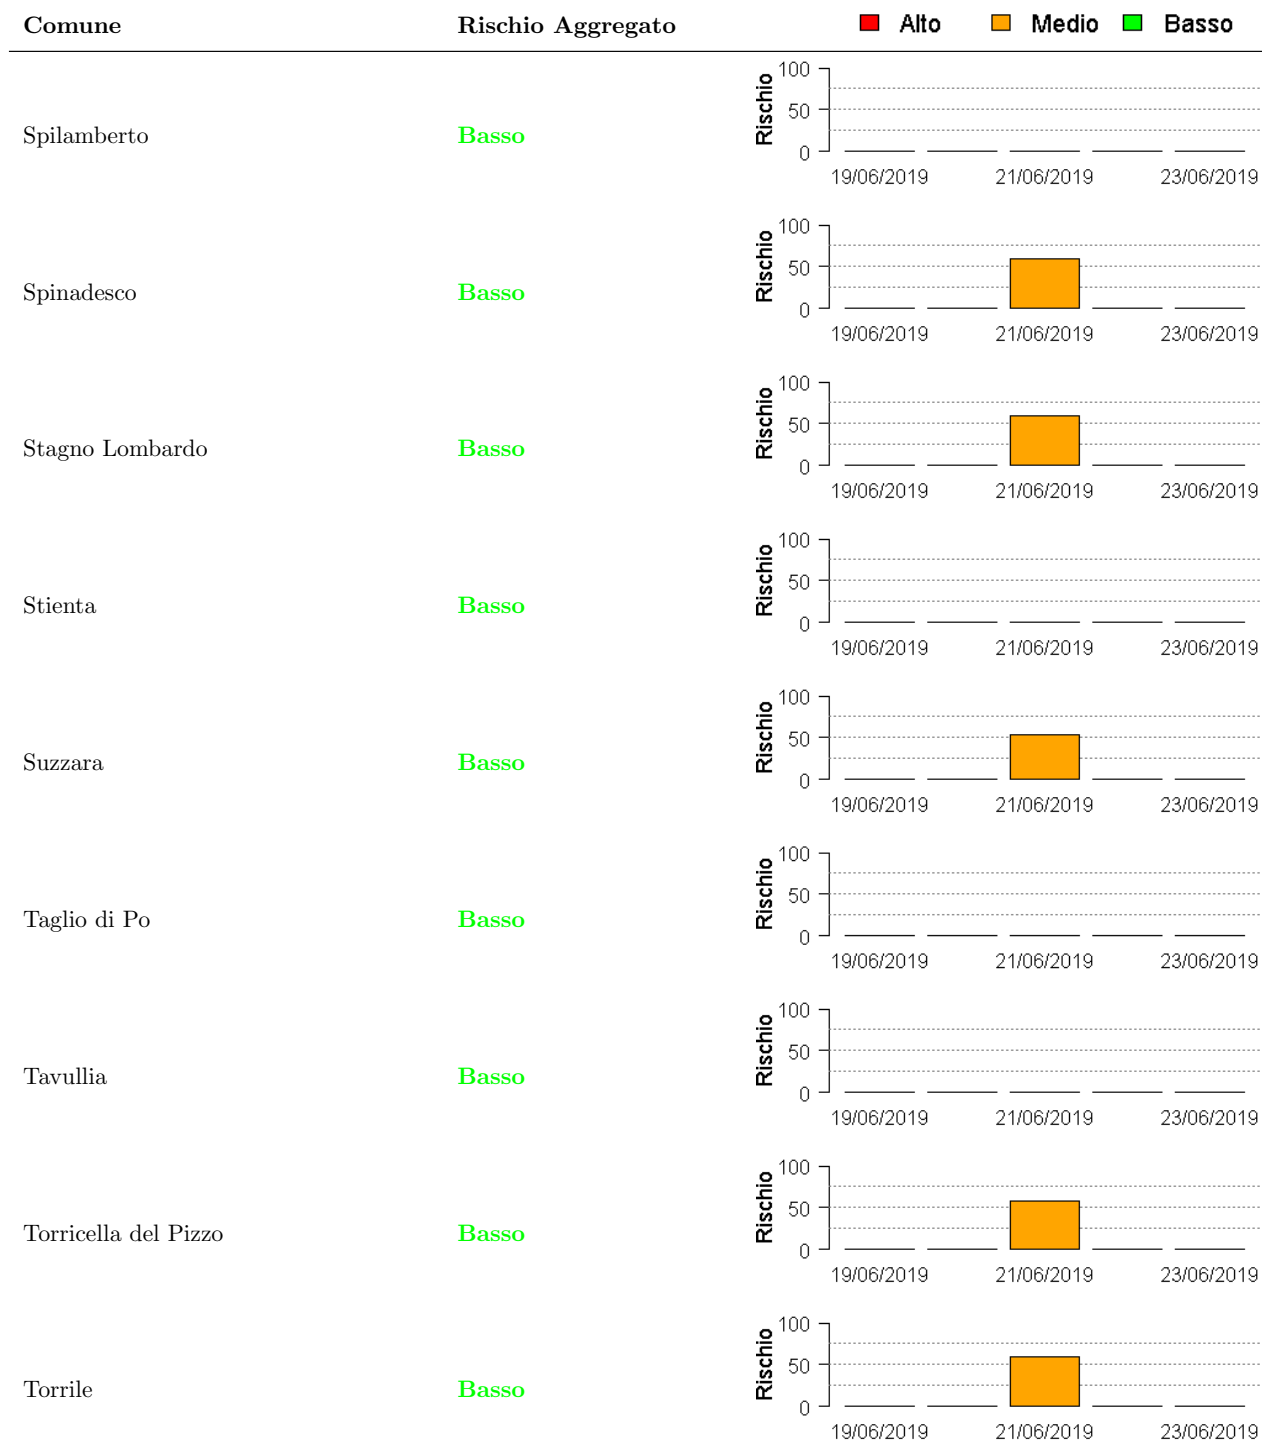 Comune Rischio Aggregato Alto Medio Basso
Spilamberto Basso
Rischio
100
50
0
19/06/2019 21/06/2019 23/06/2019
Spinadesco Basso
Rischio
100
50
0
19/06/2019 21/06/2019 23/06/2019
Stagno Lombardo Basso
Rischio
100
50
0
19/06/2019 21/06/2019 23/06/2019
Stienta Basso
Rischio
100
50
0
19/06/2019 21/06/2019 23/06/2019
Suzzara Basso
Rischio
100
50
0
19/06/2019 21/06/2019 23/06/2019
Taglio di Po Basso
Rischio
100
50
0
19/06/2019 21/06/2019 23/06/2019
Tavullia Basso
Rischio
100
50
0
19/06/2019 21/06/2019 23/06/2019
Torricella del Pizzo Basso
Rischio
100
50
0
19/06/2019 21/06/2019 23/06/2019
Torrile Basso
Rischio
100
50
0
19/06/2019 21/06/2019 23/06/2019